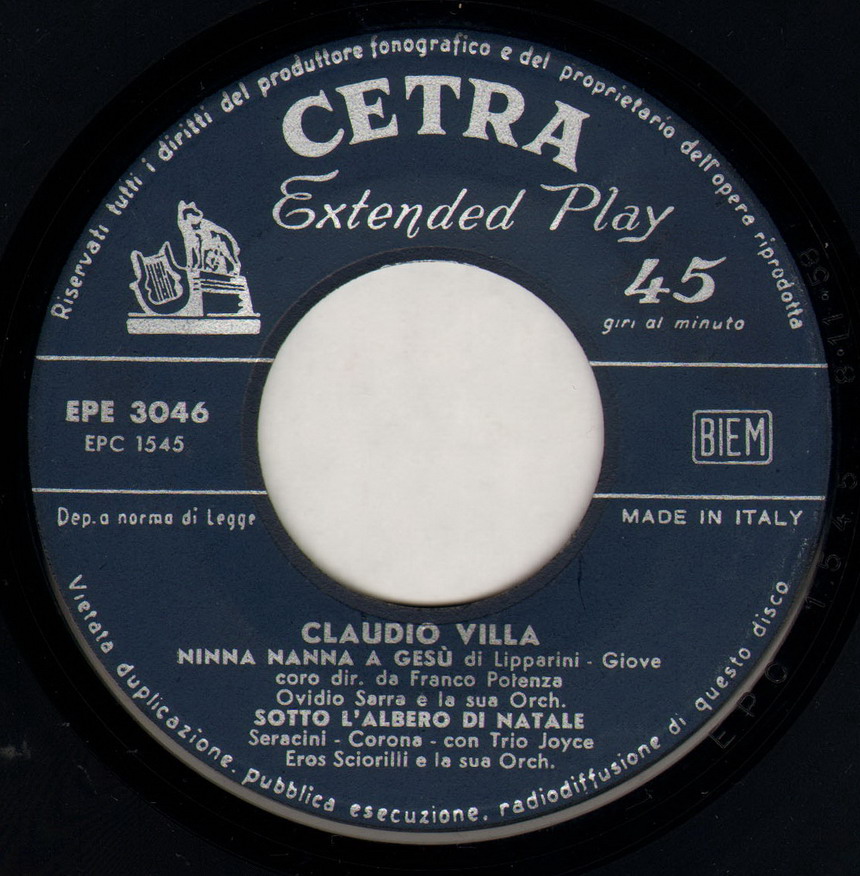 Riservati tutti i diritti del produttore fonografico e del proprietario dell'opera riprodotta
CETRA
Extended Play
45
giri al minuto
EPE 3046
EPC 1545
BIEM
Dep. a norma di Legge
MADE IN ITALY
CLAUDIO VILLA
NINNA NANNA A GESÙ di Lipparini - Giove
coro dir. da Franco Potenza
Ovidio Sarra e la sua Orch.
SOTTO L'ALBERO DI NATALE
Seracini - Corona - con Trio Joyce
Eros Sciorilli e la sua Orch.
Vietata duplicazione. pubblica esecuzione. radiodiffusione di questo disco
EPC 1545 8.11.58